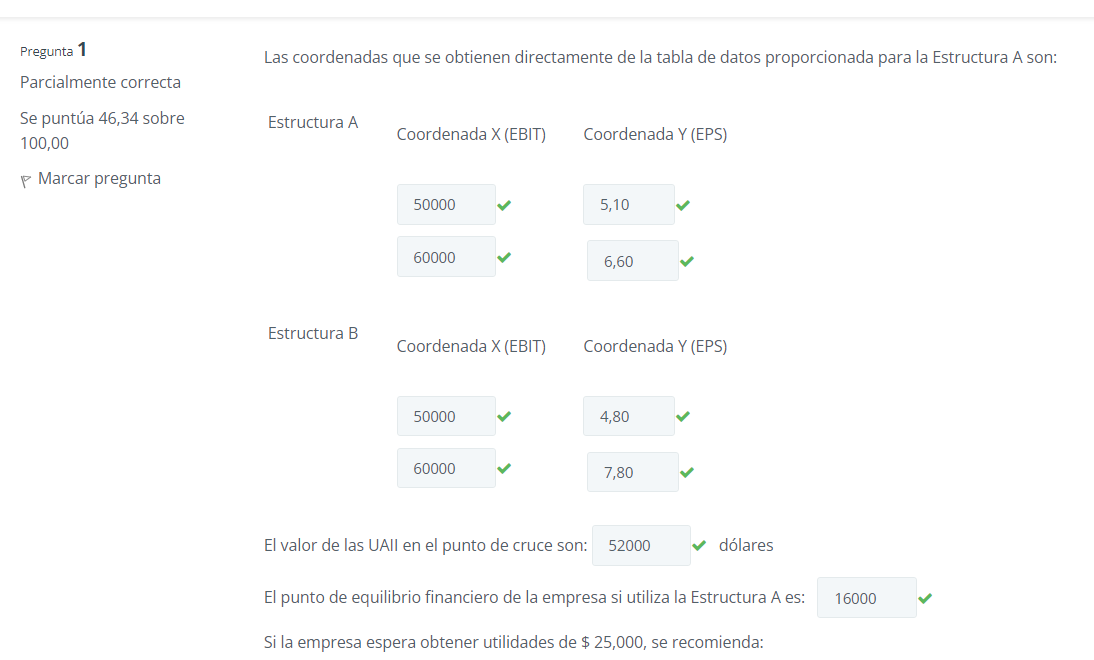 Pregunta 1
Parcialmente correcta
Se puntúa 46,34 sobre
100,00
Marcar pregunta
Las coordenadas que se obtienen directamente de la tabla de datos proporcionada para la Estructura A son:
Estructura A
Coordenada X (EBIT) Coordenada Y (EPS)
50000 5,10
60000 6,60
Estructura B
Coordenada X (EBIT) Coordenada Y (EPS)
50000 4,80
60000 7,80
El valor de las UAII en el punto de cruce son: 52000 dólares
El punto de equilibrio financiero de la empresa si utiliza la Estructura A es: 16000
Si la empresa espera obtener utilidades de $ 25,000, se recomienda: